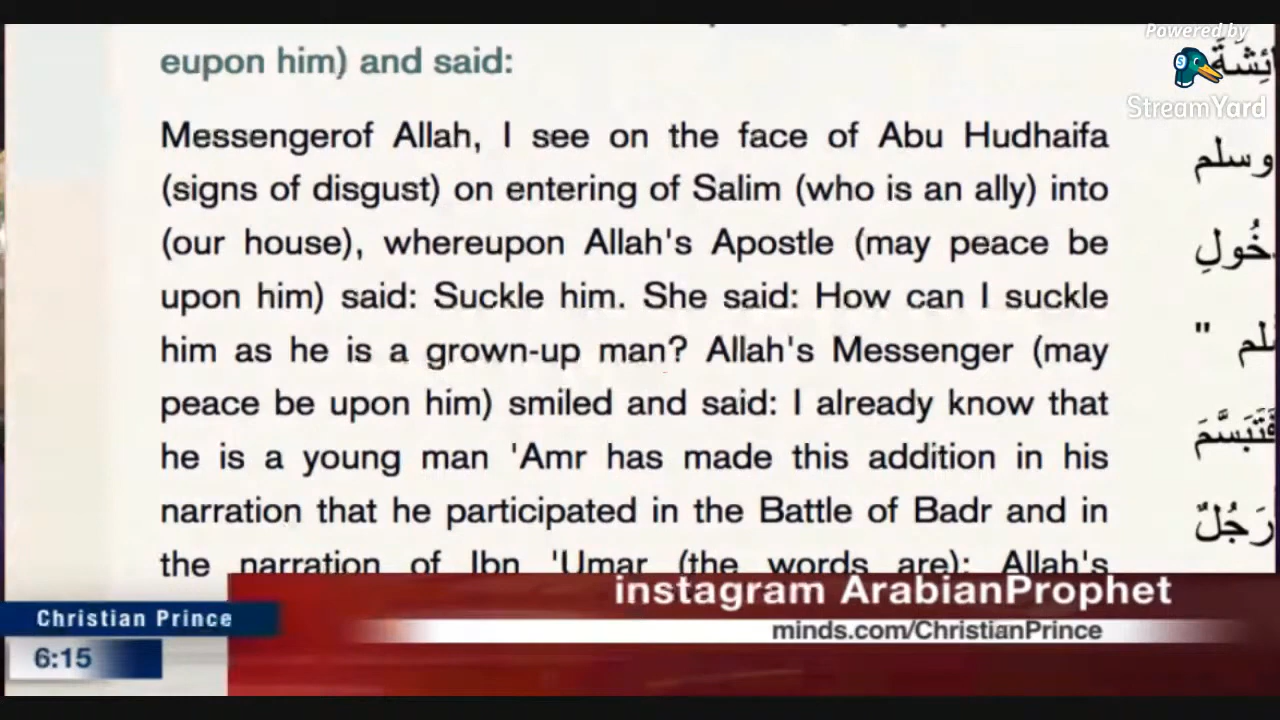 Powered by
StreamYard
eupon him) and said:
Messengerof Allah, I see on the face of Abu Hudhaifa
(signs of disgust) on entering of Salim (who is an ally) into
(our house), whereupon Allah's Apostle (may peace be
upon him) said: Suckle him. She said: How can I suckle
him as he is a grown-up man? Allah's Messenger (may
peace be upon him) smiled and said: I already know that
he is a young man 'Amr has made this addition in his
narration that he participated in the Battle of Badr and in
the narration of Ibn 'Umar (the words are): Allah's
وسلم
رَجُلٌ
instagram ArabianProphet
Christian Prince
minds.com/ChristianPrince
6:15